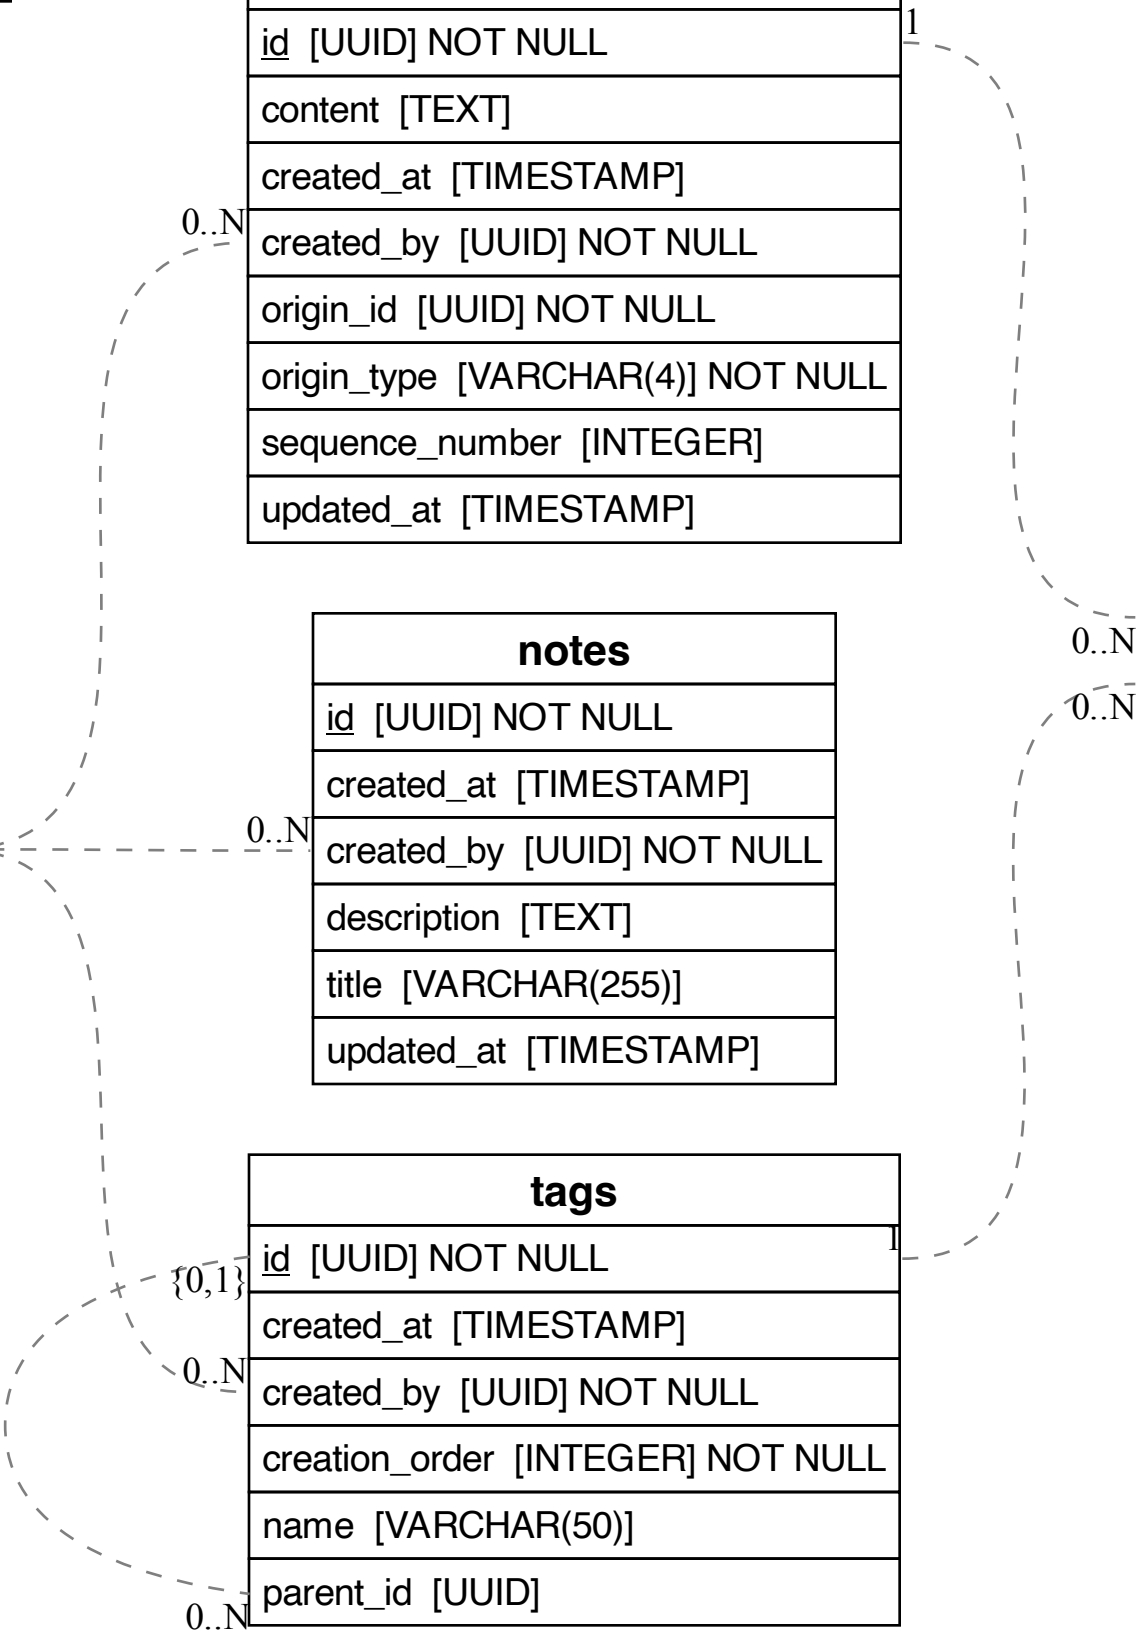 1
id [UUID] NOT NULL
content [TEXT]
created_at [TIMESTAMP]
0..N
created_by [UUID] NOT NULL
origin_id [UUID] NOT NULL
origin_type [VARCHAR(4)] NOT NULL
sequence_number [INTEGER]
updated_at [TIMESTAMP]
notes
0..N
id [UUID] NOT NULL
0..N
created_at [TIMESTAMP]
0..N
created_by [UUID] NOT NULL
description [TEXT]
title [VARCHAR(255)]
updated_at [TIMESTAMP]
tags
1
id [UUID] NOT NULL
{0,1}
created_at [TIMESTAMP]
0..N
created_by [UUID] NOT NULL
creation_order [INTEGER] NOT NULL
name [VARCHAR(50)]
parent_id [UUID]
0..N